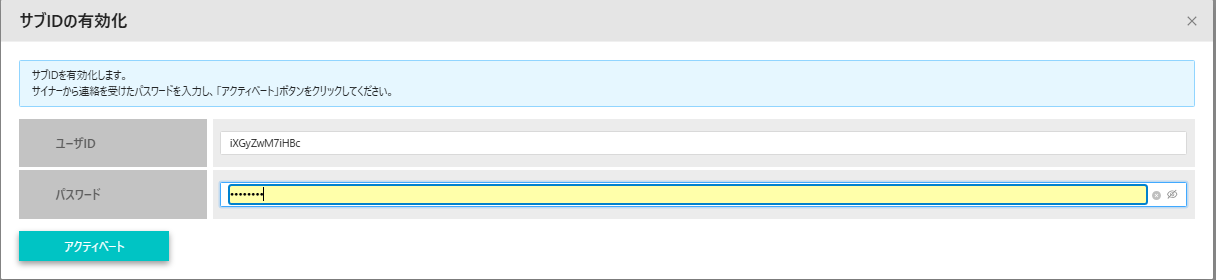 サブIDの有効化
サブIDを有効化します。
サイナーから連絡を受けたパスワードを入力し、「アクティベート」ボタンをクリックしてください。
ユーザID
iXGyZwM7iHBc
パスワード
••••••••
アクティベート